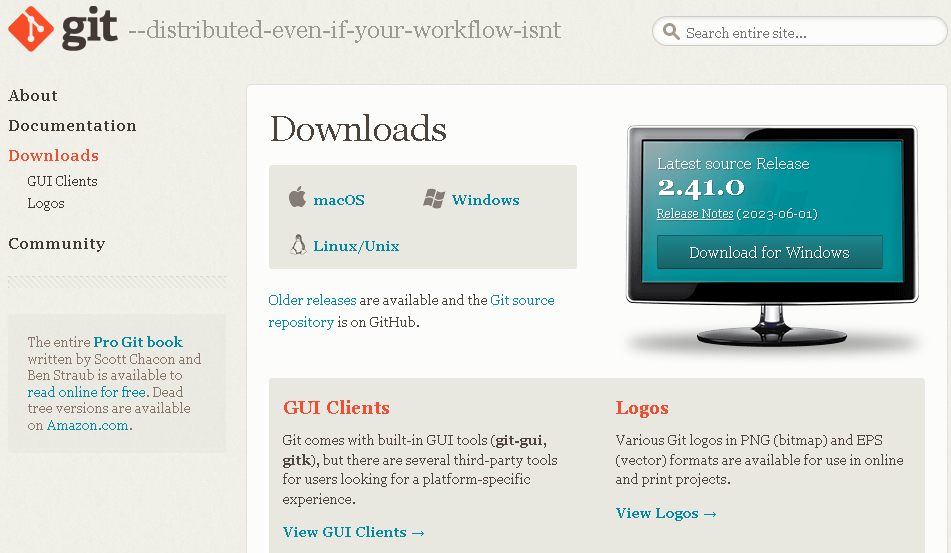 git --distributed-even-if-your-workflow-isnt
Search entire site...
About
Documentation
Downloads
GUI Clients
Logos
Community
The entire Pro Git book
written by Scott Chacon and
Ben Straub is available to
read online for free. Dead
tree versions are available
on Amazon.com.
Downloads
macOS
Windows
Linux/Unix
Older releases are available and the Git source
repository is on GitHub.
Latest source Release
2.41.0
Release Notes (2023-06-01)
Download for Windows
GUI Clients
Git comes with built-in GUI tools (git-gui,
gitk), but there are several third-party tools
for users looking for a platform-specific
experience.
View GUI Clients →
Logos
Various Git logos in PNG (bitmap) and EPS
(vector) formats are available for use in online
and print projects.
View Logos →